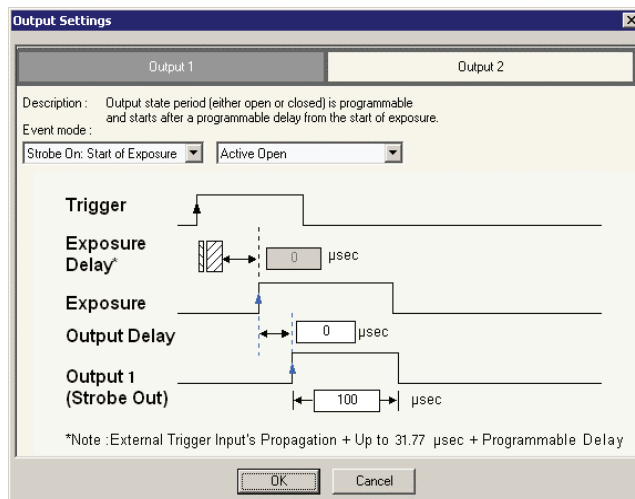 Output Settings
Output 1
Output 2
Description : Output state period (either open or closed) is programmable
and starts after a programmable delay from the start of exposure.
Event mode :
Strobe On: Start of Exposure
Active Open
Trigger
Exposure
Delay*
0 µsec
Exposure
Output Delay
0 µsec
Output 1
(Strobe Out)
100 µsec
*Note :External Trigger Input's Propagation + Up to 31.77 µsec + Programmable Delay
OK
Cancel